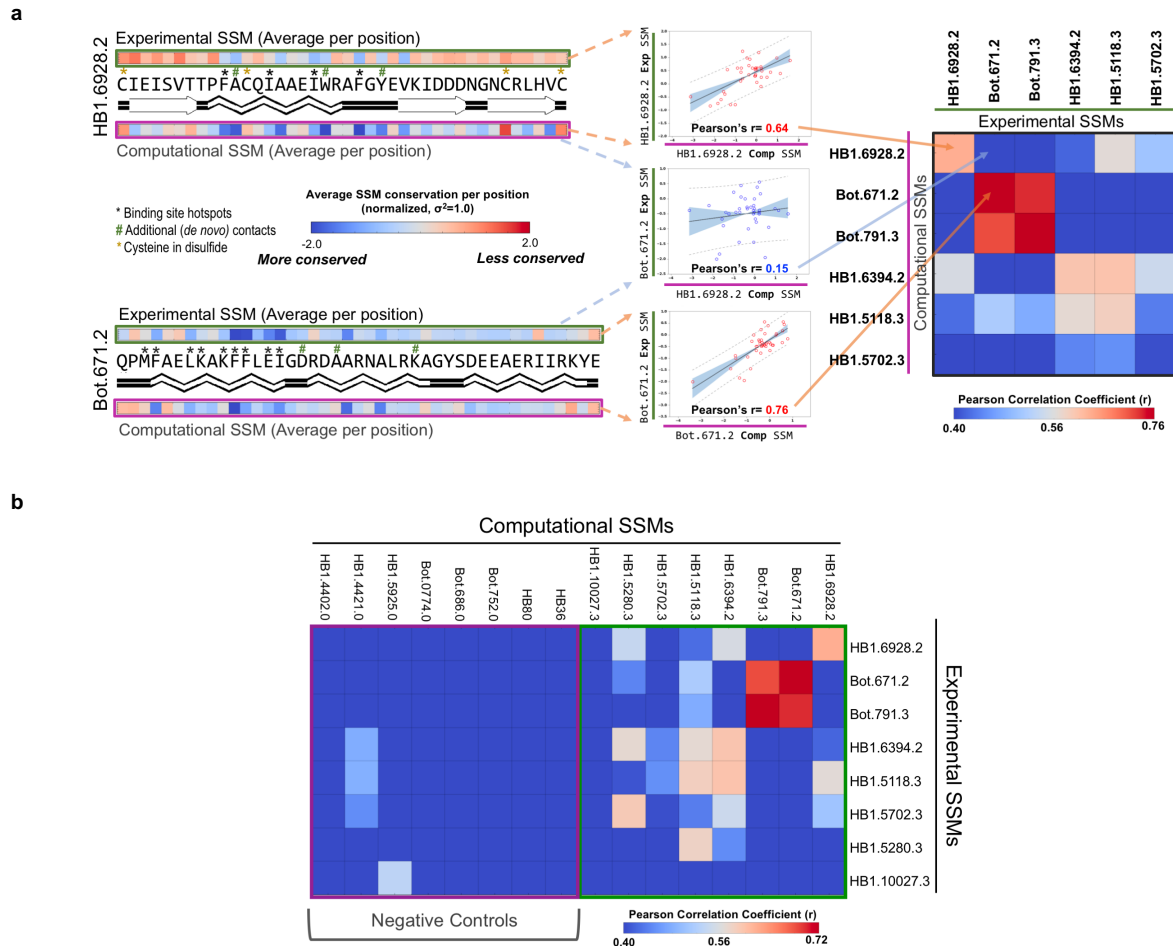 a
HB1.6928.2
Experimental SSM (Average per position)
* # * * * # * # * *
CIEISVTTPFACQIAAEIWRAFGYEVKIDDDNGNCRLHVC
Computational SSM (Average per position)
* Binding site hotspots
# Additional (de novo) contacts
* Cysteine in disulfide
Average SSM conservation per position
(normalized, σ²=1.0)
-2.0
2.0
More conserved
Less conserved
Bot.671.2
Experimental SSM (Average per position)
** ** *** ** # # #
QPMMFAELKAKFFLEIGDRDAARNALRKAGYSDEEAERIIRKYE
Computational SSM (Average per position)
HB1.6928.2 Exp SSM
Pearson's r= 0.64
HB1.6928.2 Comp SSM
Bot.671.2 Exp SSM
Pearson's r= 0.15
HB1.6928.2 Comp SSM
Bot.671.2 Exp SSM
Pearson's r= 0.76
Bot.671.2 Comp SSM
HB1.6928.2
Bot.671.2
Bot.791.3
HB1.6394.2
HB1.5118.3
HB1.5702.3
Experimental SSMs
Computational SSMs
HB1.6928.2
Bot.671.2
Bot.791.3
HB1.6394.2
HB1.5118.3
HB1.5702.3
Pearson Correlation Coefficient (r)
0.40
0.56
0.76
b
Computational SSMs
HB1.4402.0
HB1.4421.0
HB1.5925.0
Bot.0774.0
Bot.686.0
Bot.752.0
HB80
HB36
HB1.10027.3
HB1.5280.3
HB1.5702.3
HB1.5118.3
HB1.6394.2
Bot.791.3
Bot.671.2
HB1.6928.2
HB1.6928.2
Bot.671.2
Bot.791.3
HB1.6394.2
HB1.5118.3
HB1.5702.3
HB1.5280.3
HB1.10027.3
Experimental SSMs
Negative Controls
Pearson Correlation Coefficient (r)
0.40
0.56
0.72